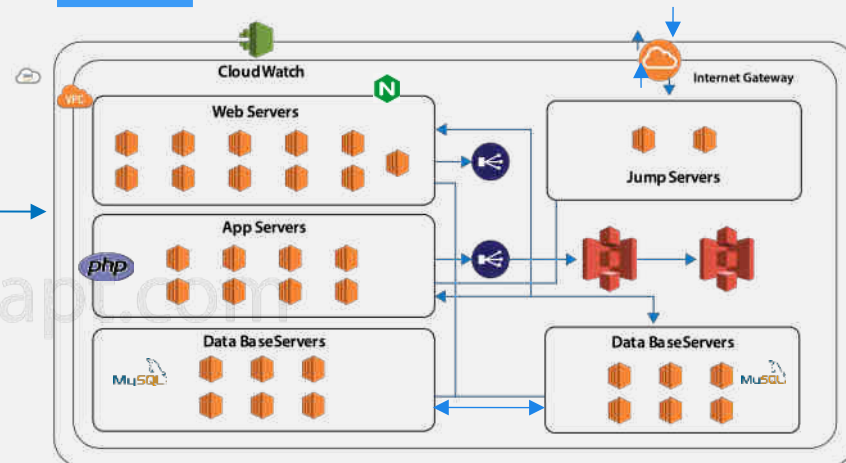 CloudWatch
Internet Gateway
VPC
N
Web Servers
Jump Servers
App Servers
php
apt.com
Data BaseServers
MySQL
Data BaseServers
MySQL